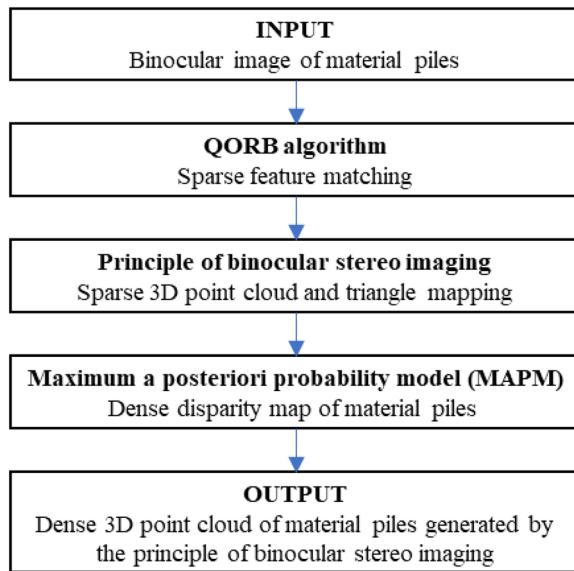 INPUT
Binocular image of material piles
QORB algorithm
Sparse feature matching
Principle of binocular stereo imaging
Sparse 3D point cloud and triangle mapping
Maximum a posteriori probability model (MAPM)
Dense disparity map of material piles
OUTPUT
Dense 3D point cloud of material piles generated by
the principle of binocular stereo imaging